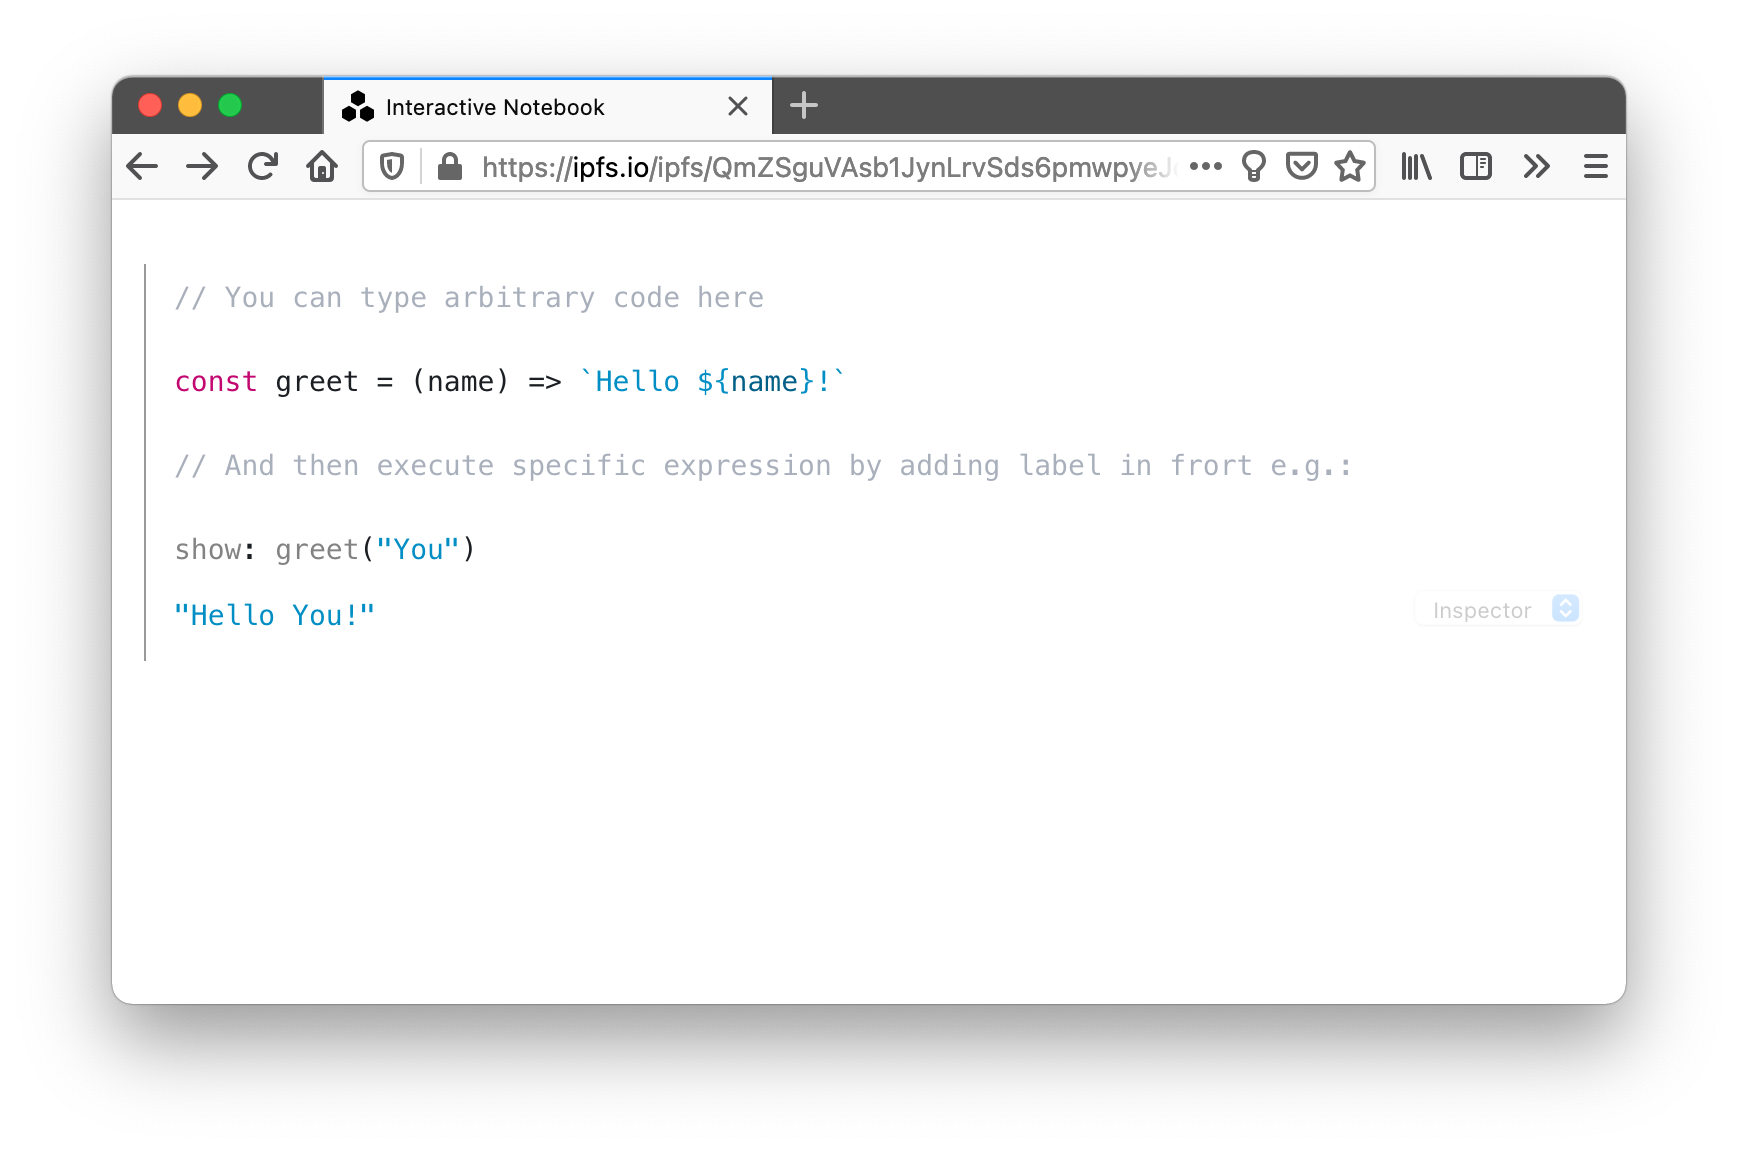 Interactive Notebook
https://ipfs.io/ipfs/QmZSguVAsb1JynLrvSds6pmwpyeJ
// You can type arbitrary code here
const greet = (name) => `Hello ${name}!`
// And then execute specific expression by adding label in frort e.g.:
show: greet("You")
"Hello You!"
Inspector